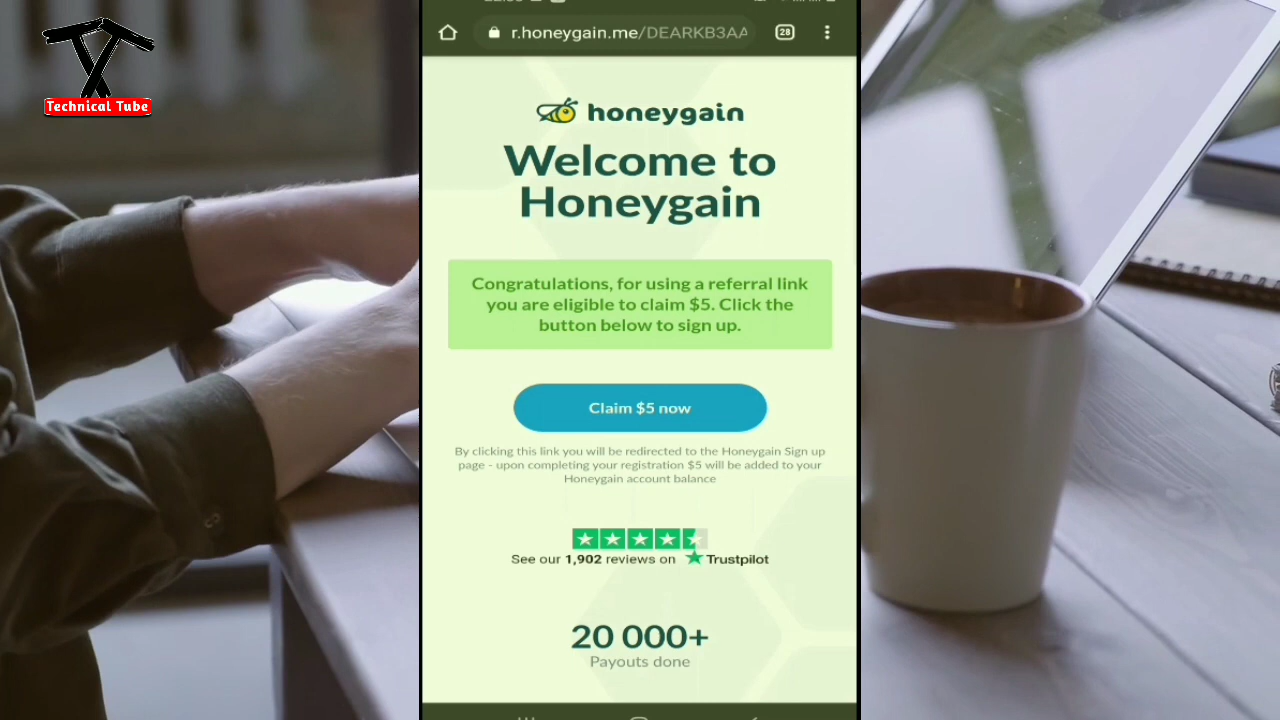 Technical Tube
r.honeygain.me/DEARKB3AA
28
honeygain
Welcome to
Honeygain
Congratulations, for using a referral link
you are eligible to claim $5. Click the
button below to sign up.
Claim $5 now
By clicking this link you will be redirected to the Honeygain Sign up
page - upon completing your registration $5 will be added to your
Honeygain account balance
See our 1,902 reviews on Trustpilot
20 000+
Payouts done